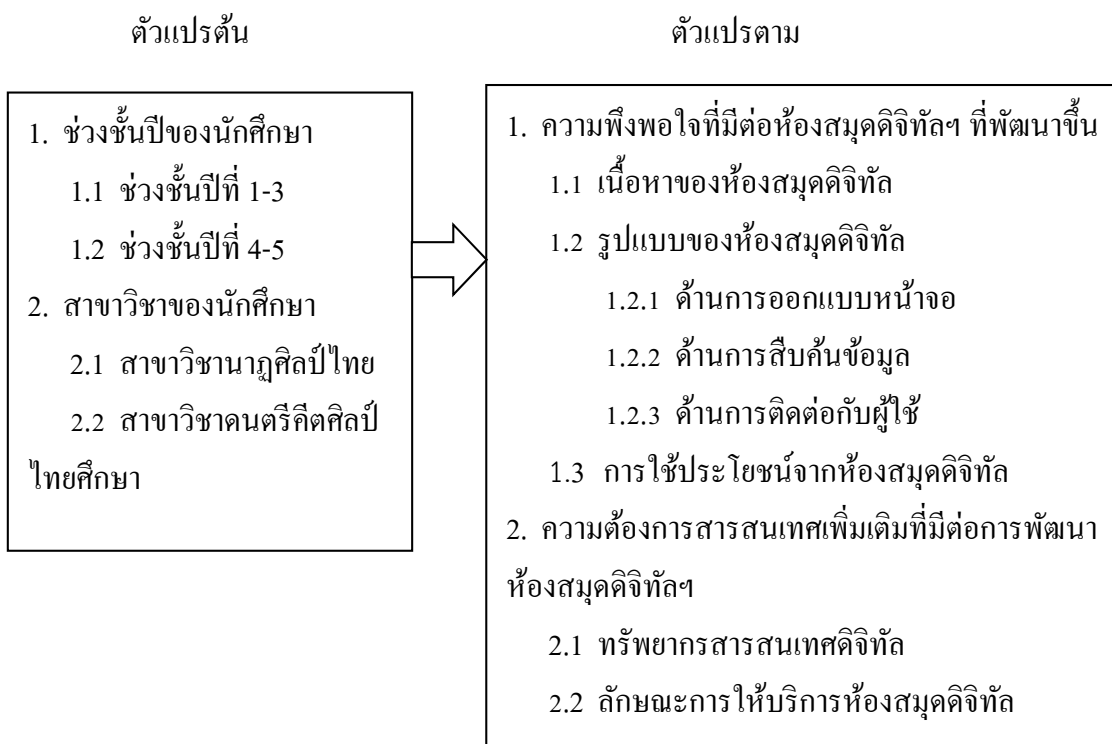 ตัวแปรต้น
ตัวแปรตาม
1. ช่วงชั้นปีของนักศึกษา
1.1 ช่วงชั้นปีที่ 1-3
1.2 ช่วงชั้นปีที่ 4-5
2. สาขาวิชาของนักศึกษา
2.1 สาขาวิชานาฏศิลป์ไทย
2.2 สาขาวิชาดนตรีคีตศิลป์
ไทยศึกษา
1. ความพึงพอใจที่มีต่อห้องสมุดดิจิทัลฯ ที่พัฒนาขึ้น
1.1 เนื้อหาของห้องสมุดดิจิทัล
1.2 รูปแบบของห้องสมุดดิจิทัล
1.2.1 ด้านการออกแบบหน้าจอ
1.2.2 ด้านการสืบค้นข้อมูล
1.2.3 ด้านการติดต่อกับผู้ใช้
1.3 การใช้ประโยชน์จากห้องสมุดดิจิทัล
2. ความต้องการสารสนเทศเพิ่มเติมที่มีต่อการพัฒนา
ห้องสมุดดิจิทัลฯ
2.1 ทรัพยากรสารสนเทศดิจิทัล
2.2 ลักษณะการให้บริการห้องสมุดดิจิทัล